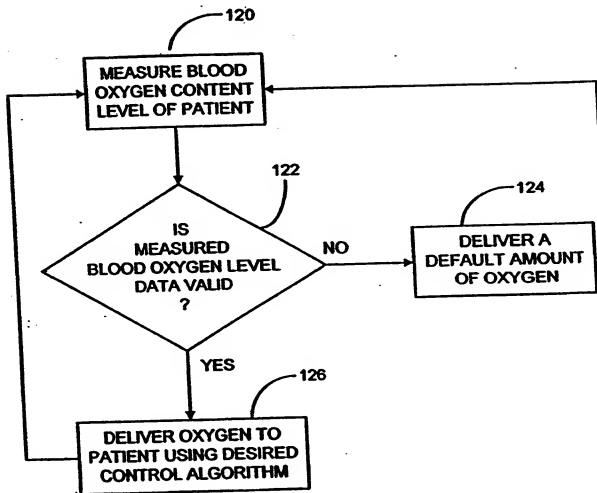 120
MEASURE BLOOD
OXYGEN CONTENT
LEVEL OF PATIENT
122
IS
MEASURED
BLOOD OXYGEN LEVEL
DATA VALID
?
NO
124
DELIVER A
DEFAULT AMOUNT
OF OXYGEN
YES
126
DELIVER OXYGEN TO
PATIENT USING DESIRED
CONTROL ALGORITHM